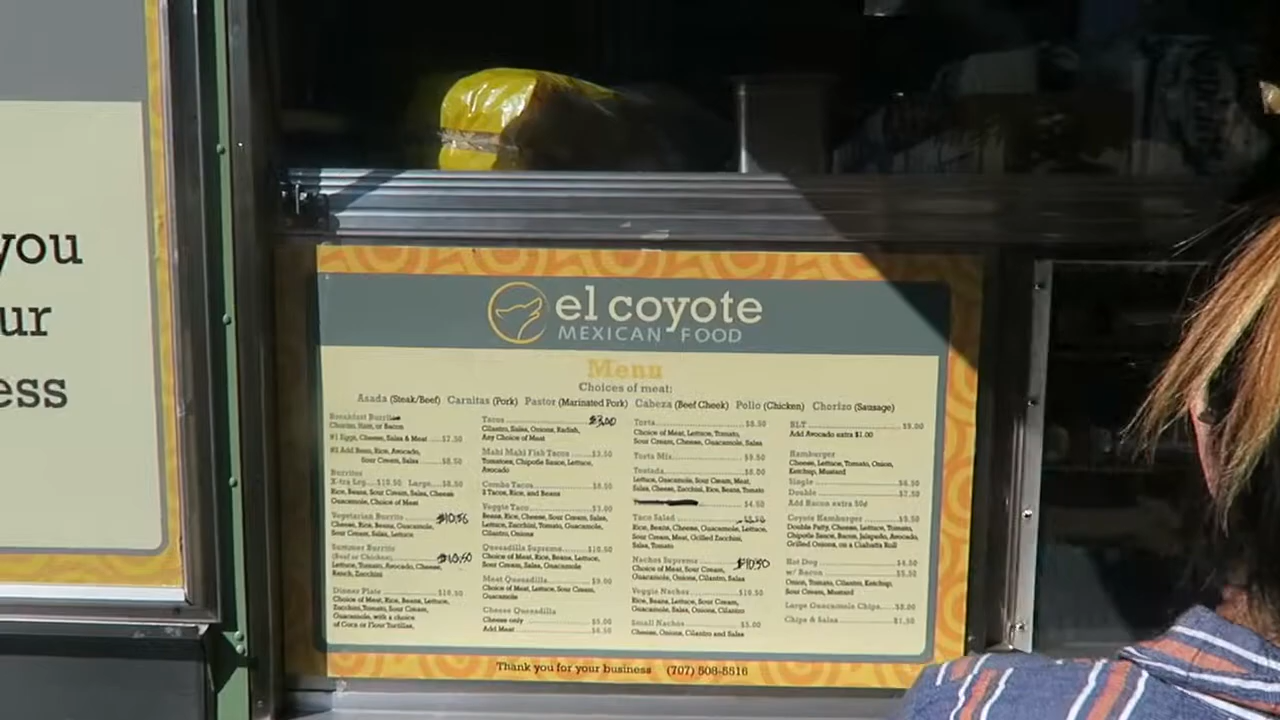 you
ur
ess
el coyote
MEXICAN FOOD
Menu
Choices of meat:
Asada (Steak/Beef) Carnitas (Pork) Pastor (Marinated Pork) Cabeza (Beef Cheek) Pollo (Chicken) Chorizo (Sausage)
Breakfast Burrito
Chorizo, Ham, or Bacon
#1 Eggs, Cheese, Salsa & Meat $7.50
#2 Add Bean, Rice, Avocado,
Sour Cream, Salsa $8.50
Burritos
X-tra Lrg $10.50 Large $8.50
Rice, Beans, Sour Cream, Salsa, Cheese
Guacamole, Choice of Meat
Vegetarian Burrito $10.50
Cheese, Rice, Beans, Guacamole,
Sour Cream, Salsa, Lettuce
Summer Burrito
(Beef or Chicken) $10.50
Lettuce, Tomato, Avocado, Cheese,
Ranch, Zucchini
Dinner Plate $10.50
Choice of Meat, Rice, Beans, Lettuce,
Zucchini, Tomato, Sour Cream,
Guacamole, with a choice
of Corn or Flour Tortillas,
Tacos $3.00
Cilantro, Salsa, Onions, Radish,
Any Choice of Meat
Mahi Mahi Fish Tacos $3.50
Tomatoes, Chipotle Sauce, Lettuce,
Avocado
Combo Tacos $8.50
3 Tacos, Rice, and Beans
Veggie Taco $3.00
Beans, Rice, Cheese, Sour Cream, Salsa,
Lettuce, Zucchini, Tomato, Guacamole,
Cilantro, Onions
Quesadilla Supreme $10.50
Choice of Meat, Rice, Beans, Lettuce,
Sour Cream, Salsa, Guacamole
Meat Quesadilla $9.00
Choice of Meat, Lettuce, Sour Cream,
Guacamole
Cheese Quesadilla
Cheese only $5.00
Add Meat $6.50
Torta $8.50
Choice of Meat, Lettuce, Tomato,
Sour Cream, Cheese, Guacamole, Salsa
Torta Mix $9.50
Tostada $6.00
Lettuce, Guacamole, Sour Cream, Meat,
Salsa, Cheese, Zucchini, Rice, Beans, Tomato
$4.50
Taco Salad
Rice, Beans, Cheese, Guacamole, Lettuce,
Sour Cream, Meat, Grilled Zucchini,
Salsa, Tomato
Nachos Supreme $10.50
Choice of Meat, Sour Cream,
Guacamole, Onions, Cilantro, Salsa
Veggie Nachos $10.50
Rice, Beans, Lettuce, Sour Cream,
Guacamole, Salsa, Onions, Cilantro
Small Nachos $5.00
Cheese, Onions, Cilantro and Salsa
BLT $9.00
Add Avocado extra $1.00
Hamburger
Cheese, Lettuce, Tomato, Onion,
Ketchup, Mustard
Single $6.50
Double $7.50
Add Bacon extra 50¢
Coyote Hamburger $9.50
Double Patty, Cheese, Lettuce, Tomato,
Chipotle Sauce, Bacon, Jalapeño, Avocado,
Grilled Onions, on a Ciabatta Roll
Hot Dog $4.50
w/ Bacon $5.50
Onion, Tomato, Cilantro, Ketchup,
Sour Cream, Mustard
Large Guacamole Chips $8.00
Chips & Salsa $1.50
Thank you for your business (707) 508-5516